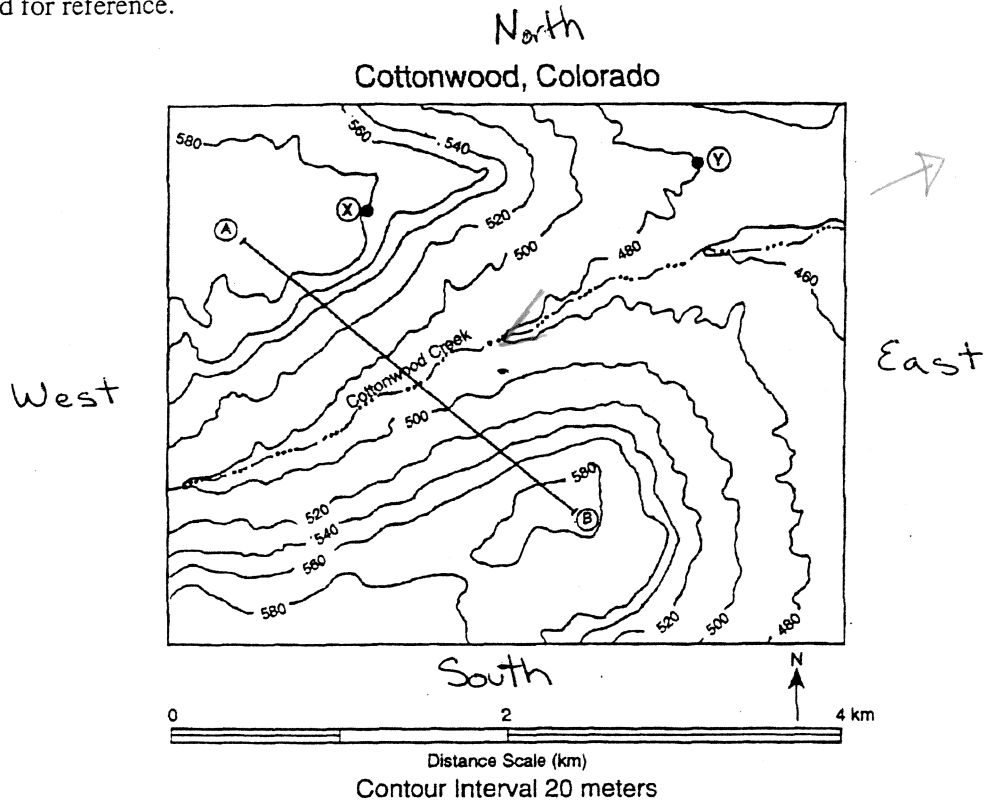 d for reference.
North
Cottonwood, Colorado
580
560
540
Y
X
A
520
500
480
460
West
Cottonwood Creek
East
500
580
B
520
540
560
580
520
500
480
South
N
0 2 4 km
Distance Scale (km)
Contour Interval 20 meters